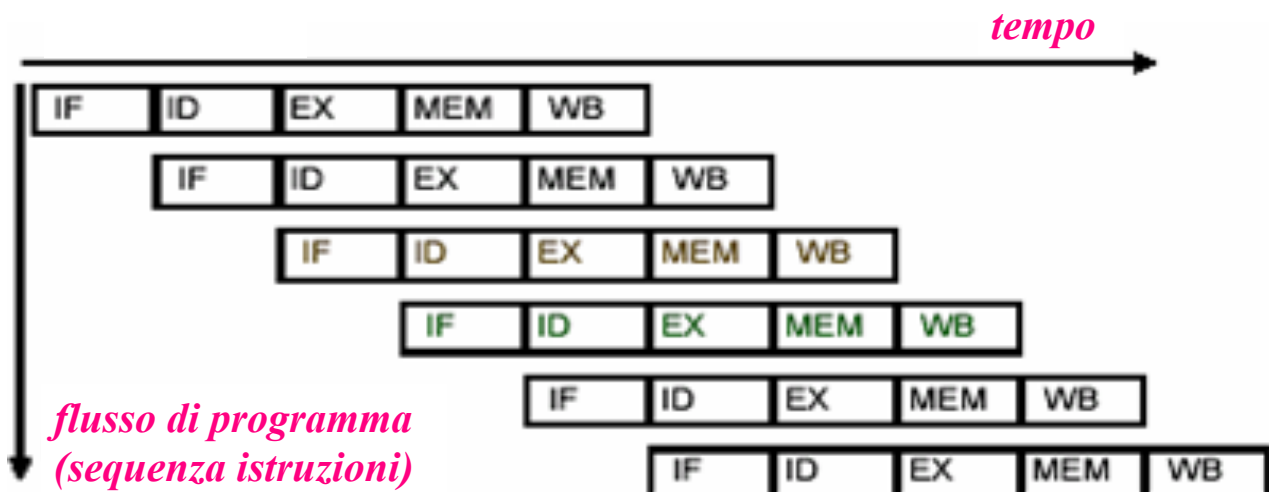 tempo
IF ID EX MEM WB
IF ID EX MEM WB
IF ID EX MEM WB
IF ID EX MEM WB
IF ID EX MEM WB
flusso di programma
(sequenza istruzioni)
IF ID EX MEM WB